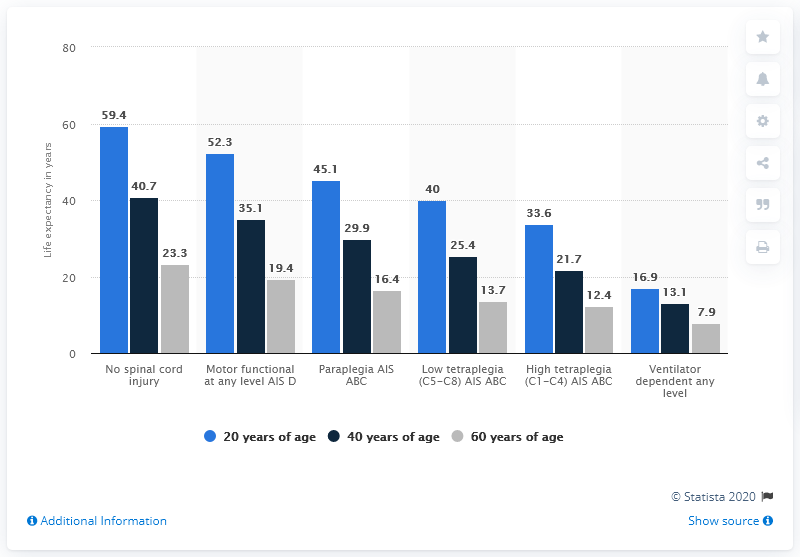 80
60
40
20
0
Life expectancy in years
59.4
40.7
23.3
52.3
35.1
19.4
45.1
29.9
16.4
40
25.4
13.7
33.6
21.7
12.4
16.9
13.1
7.9
No spinal cord
injury
Motor functional
at any level AIS D
Paraplegia AIS
ABC
Low tetraplegia
(C5-C8) AIS ABC
High tetraplegia
(C1-C4) AIS ABC
Ventilator
dependent any
level
20 years of age
40 years of age
60 years of age
© Statista 2020
Additional Information
Show source